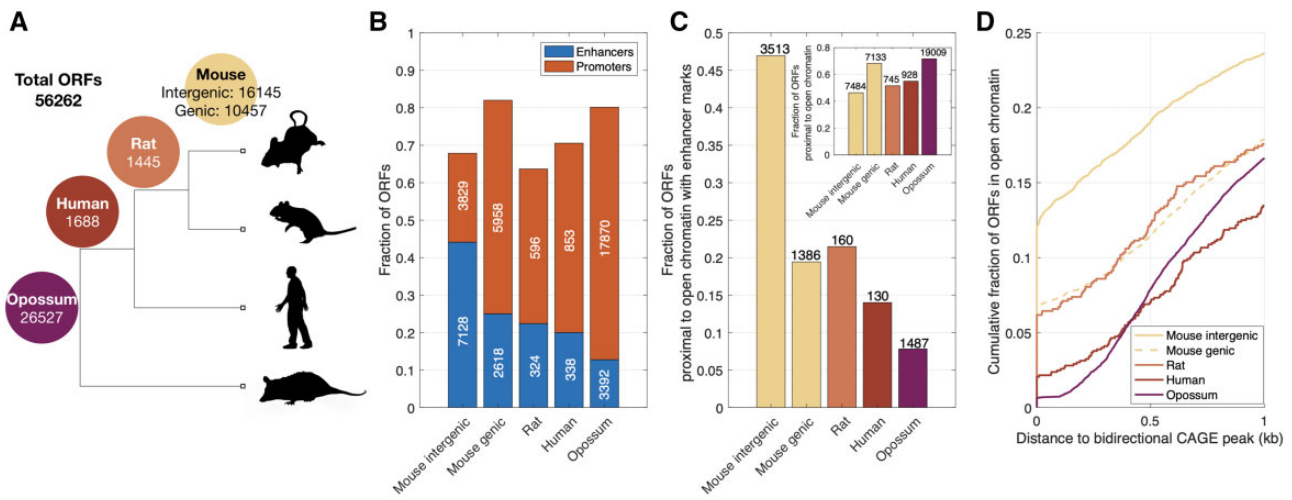 A
Total ORFs
56262
Mouse
Intergenic: 16145
Genic: 10457
Rat
1445
Human
1688
Opossum
26527
B
Fraction of ORFs
1
0.9
0.8
0.7
0.6
0.5
0.4
0.3
0.2
0.1
0
Enhancers
Promoters
3829
7128
5958
2618
596
324
853
338
17870
3392
Mouse intergenic
Mouse genic
Rat
Human
Opossum
C
Fraction of ORFs
proximal to open chromatin with enhancer marks
0.5
0.45
0.4
0.35
0.3
0.25
0.2
0.15
0.1
0.05
0
3513
1386
160
130
1487
Mouse intergenic
Mouse genic
Rat
Human
Opossum
Fraction of ORFs
proximal to open chromatin
0.8
0.6
0.4
0.2
0
7484
7133
745
928
19009
Mouse intergenic
Mouse genic
Rat
Human
Opossum
D
Cumulative fraction of ORFs in open chromatin
0.25
0.2
0.15
0.1
0.05
0
0
0.5
1
Distance to bidirectional CAGE peak (kb)
Mouse intergenic
Mouse genic
Rat
Human
Opossum